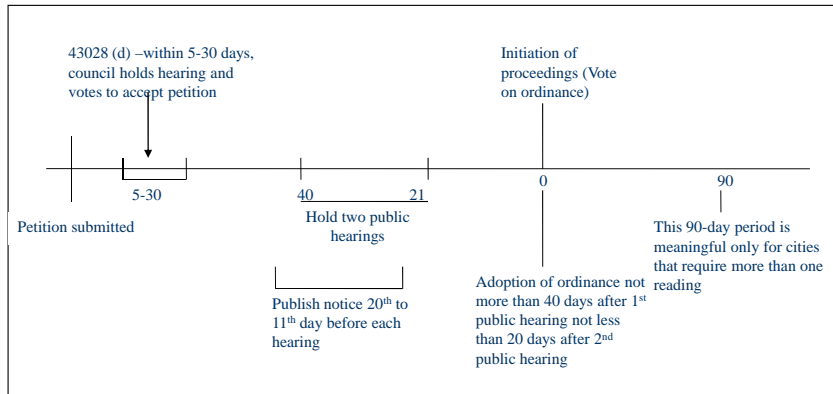 43028 (d) –within 5-30 days,
council holds hearing and
votes to accept petition
Initiation of
proceedings (Vote
on ordinance)
5-30
40
21
0
90
Petition submitted
Hold two public
hearings
Publish notice 20th to
11th day before each
hearing
Adoption of ordinance not
more than 40 days after 1st
public hearing not less
than 20 days after 2nd
public hearing
This 90-day period is
meaningful only for cities
that require more than one
reading